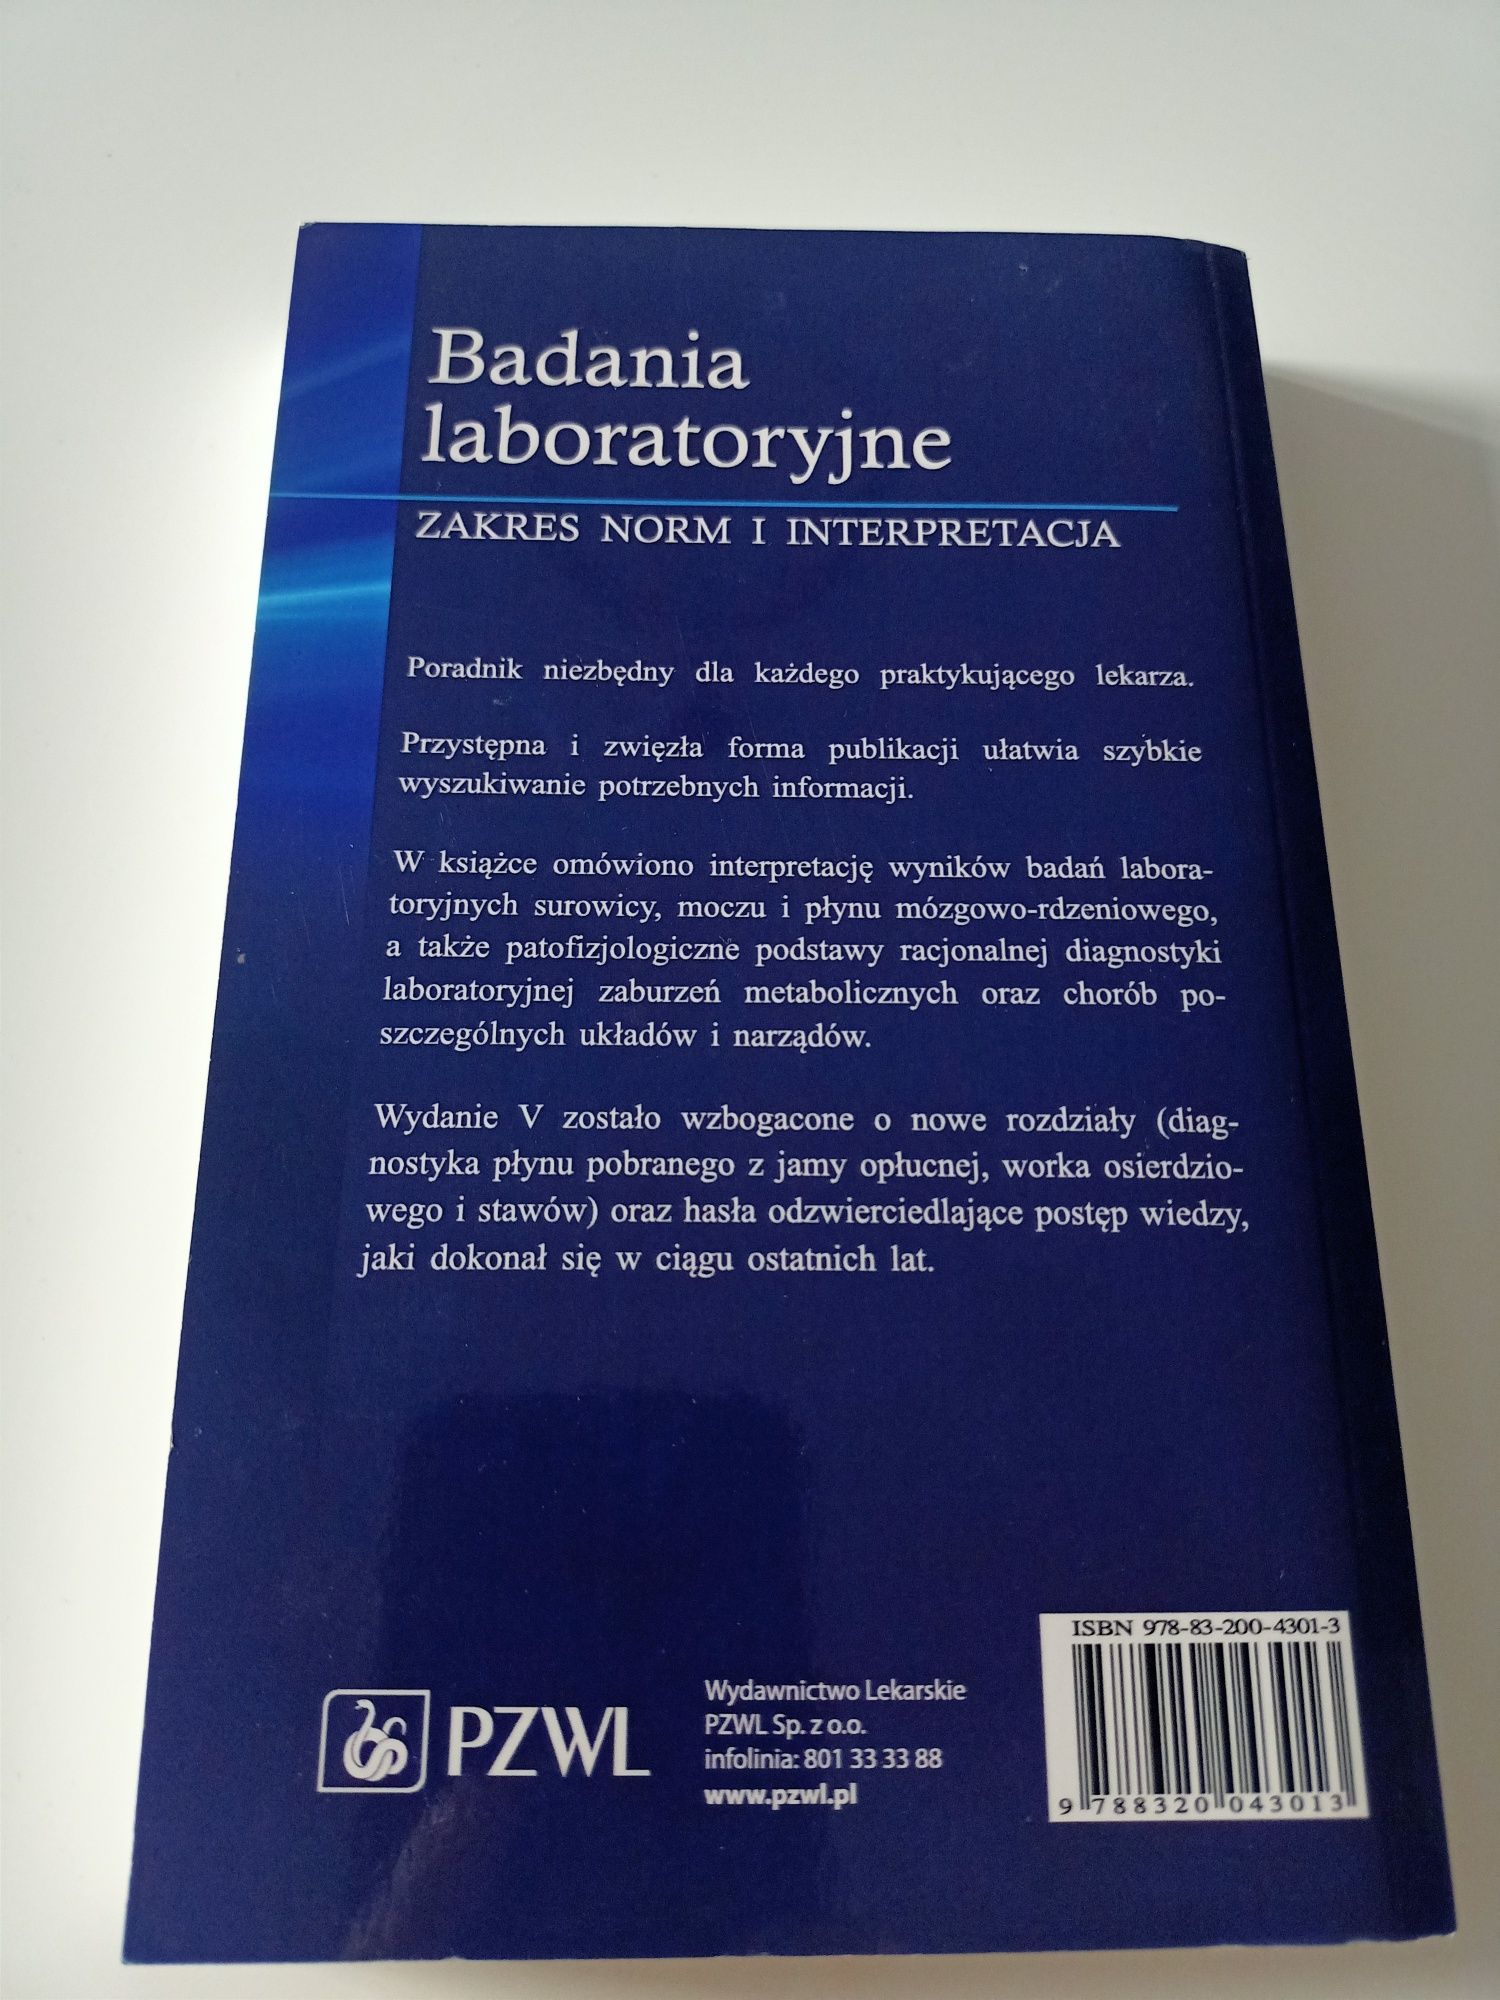 Badania
laboratoryjne
ZAKRES NORM I INTERPRETACJA
Poradnik niezbędny dla każdego praktykującego lekarza.
Przystępna i zwięzła forma publikacji ułatwia szybkie
wyszukiwanie potrzebnych informacji.
W książce omówiono interpretację wyników badań labora-
toryjnych surowicy, moczu i płynu mózgowo-rdzeniowego,
a także patofizjologiczne podstawy racjonalnej diagnostyki
laboratoryjnej zaburzeń metabolicznych oraz chorób po-
szczególnych układów i narządów.
Wydanie V zostało wzbogacone o nowe rozdziały (diag-
nostyka płynu pobranego z jamy opłucnej, worka osierdzio-
wego i stawów) oraz hasła odzwierciedlające postęp wiedzy,
jaki dokonał się w ciągu ostatnich lat.
PZWL
Wydawnictwo Lekarskie
PZWL Sp. z o.o.
infolinia: 801 33 33 88
www.pzwl.pl
ISBN 978-83-200-4301-3
9 788320 043013